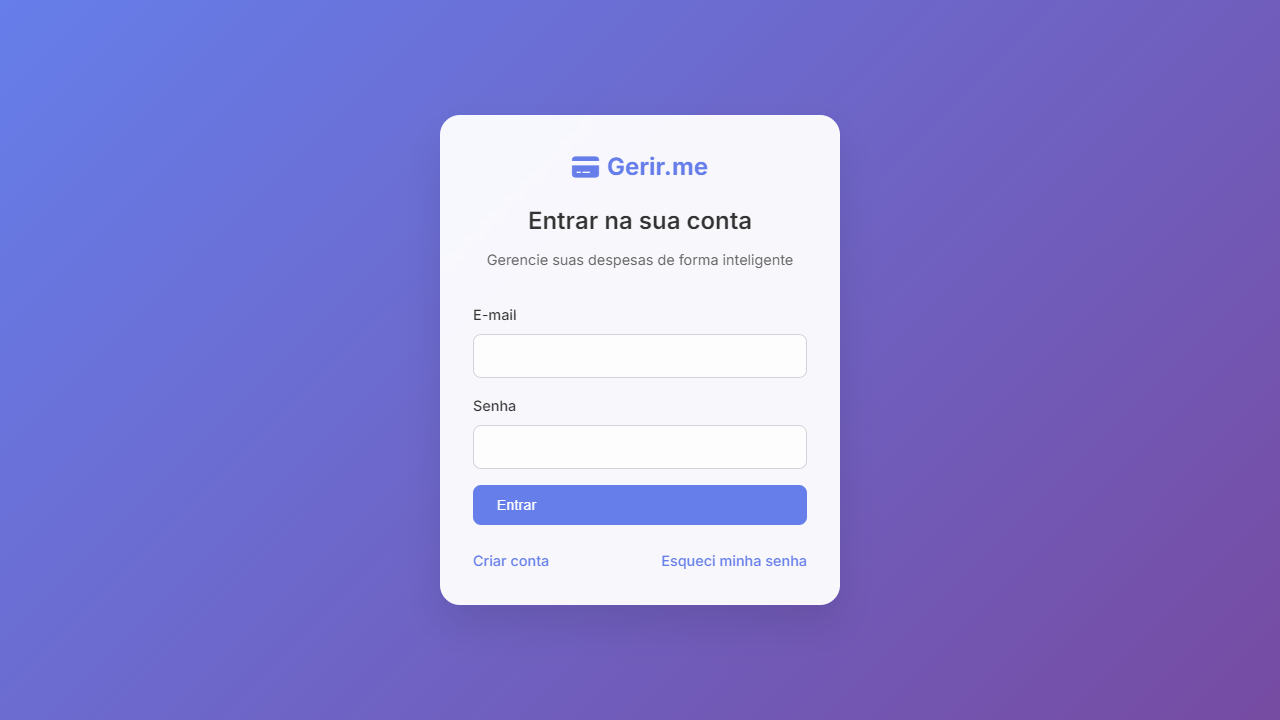 Gerir.me
Entrar na sua conta
Gerencie suas despesas de forma inteligente
E-mail
Senha
Entrar
Criar conta
Esqueci minha senha